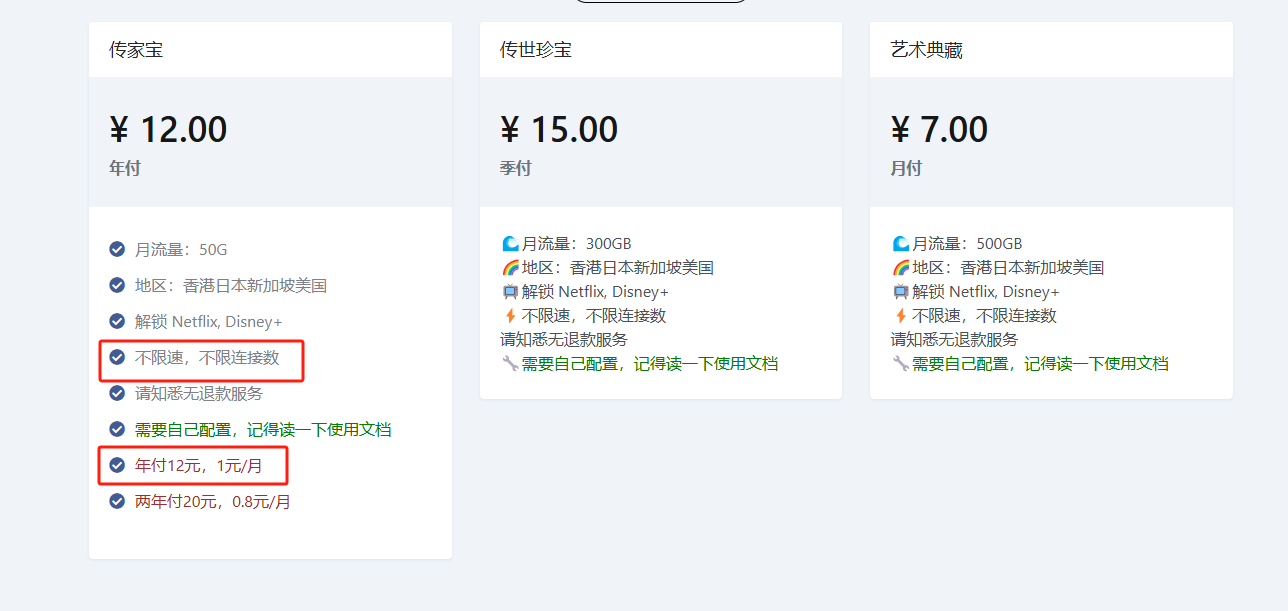 传家宝
¥ 12.00
年付
月流量：50G
地区：香港日本新加坡美国
解锁 Netflix, Disney+
不限速，不限连接数
请知悉无退款服务
需要自己配置，记得读一下使用文档
年付12元，1元/月
两年付20元，0.8元/月
传世珍宝
¥ 15.00
季付
🌊月流量：300GB
🌈地区：香港日本新加坡美国
📺解锁 Netflix, Disney+
⚡不限速，不限连接数
请知悉无退款服务
🔧需要自己配置，记得读一下使用文档
艺术典藏
¥ 7.00
月付
🌊月流量：500GB
🌈地区：香港日本新加坡美国
📺解锁 Netflix, Disney+
⚡不限速，不限连接数
请知悉无退款服务
🔧需要自己配置，记得读一下使用文档